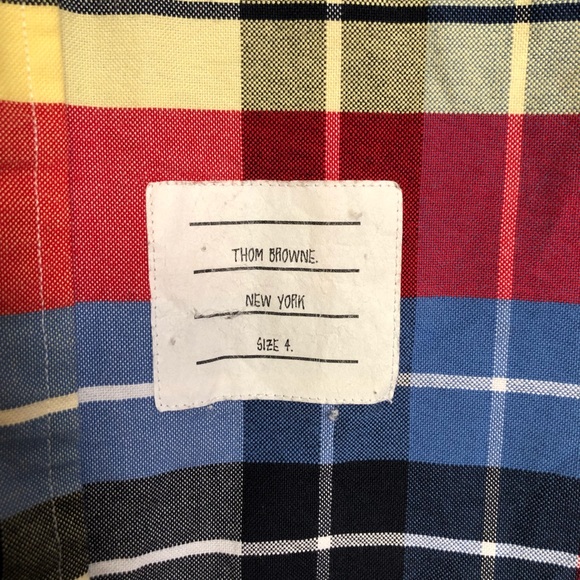 THOM BROWNE.
NEW YORK
SIZE 4.